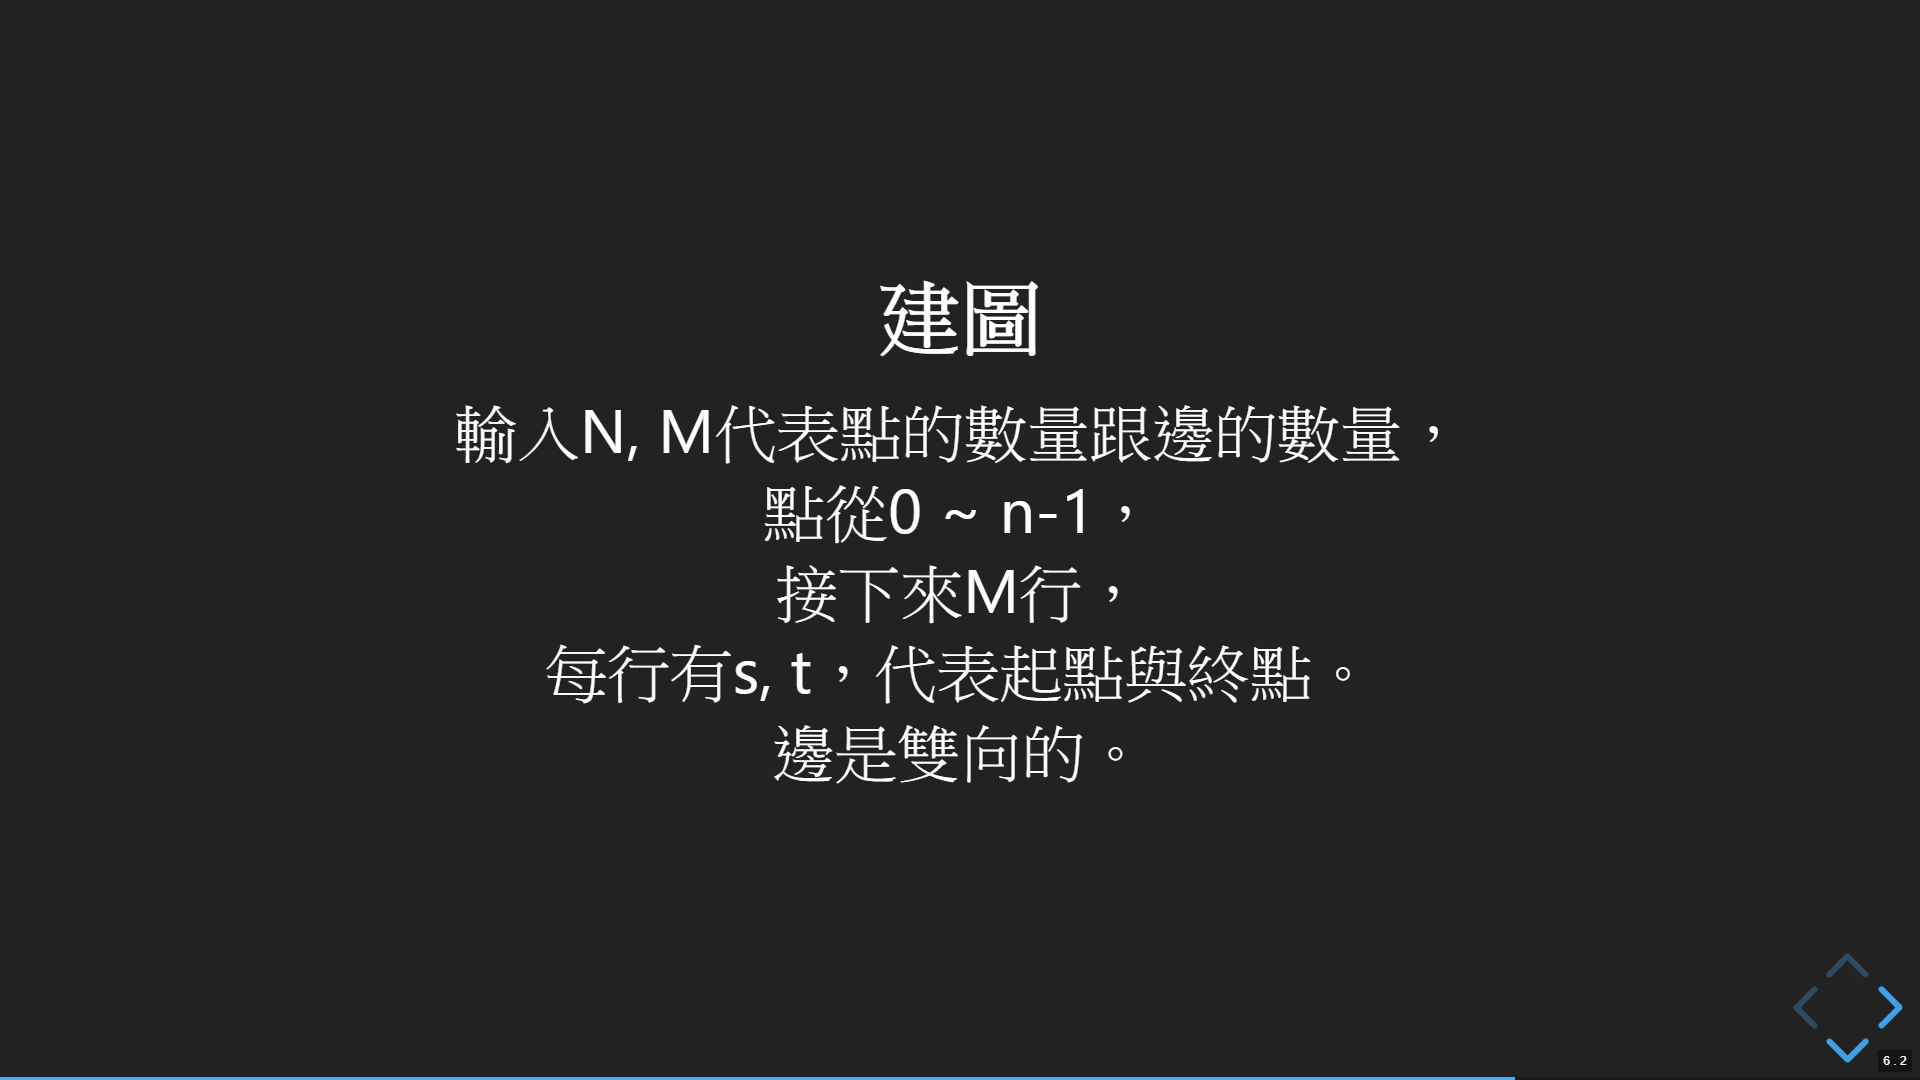 建圖
輸入N, M代表點的數量跟邊的數量，
點從0 ~ n-1，
接下來M行，
每行有s, t，代表起點與終點。
邊是雙向的。
6.2